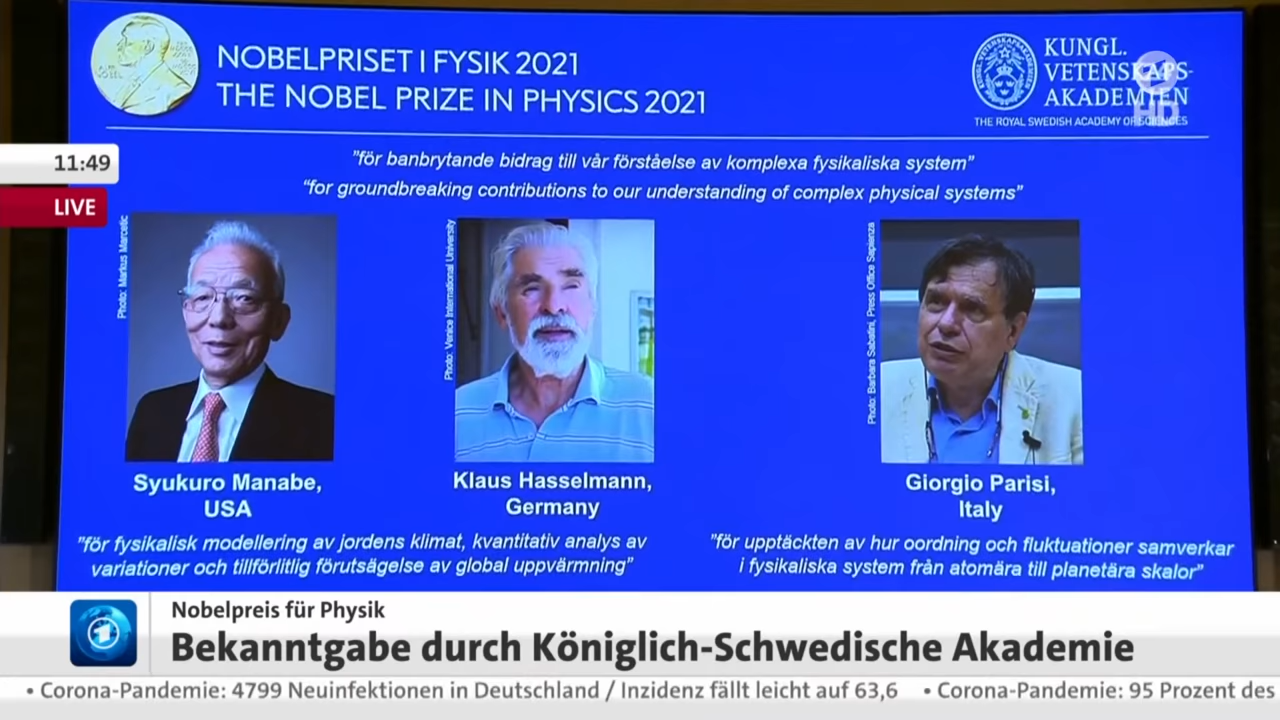 NOBELPRISET I FYSIK 2021
THE NOBEL PRIZE IN PHYSICS 2021
KUNGL.
VETENSKAPS-
AKADEMIEN
THE ROYAL SWEDISH ACADEMY OF SCIENCES
HD
11:49
LIVE
"för banbrytande bidrag till vår förståelse av komplexa fysikaliska system"
"for groundbreaking contributions to our understanding of complex physical systems"
Photo: Markus Marcetic
Photo: Venice International University
Photo: Barbara Sabatini, Press Office Sapienza
Syukuro Manabe,
USA
Klaus Hasselmann,
Germany
Giorgio Parisi,
Italy
"för fysikalisk modellering av jordens klimat, kvantitativ analys av
variationer och tillförlitlig förutsägelse av global uppvärmning"
"för upptäckten av hur oordning och fluktuationer samverkar
i fysikaliska system från atomära till planetära skalor"
1
Nobelpreis für Physik
Bekanntgabe durch Königlich-Schwedische Akademie
• Corona-Pandemie: 4799 Neuinfektionen in Deutschland / Inzidenz fällt leicht auf 63,6 • Corona-Pandemie: 95 Prozent des